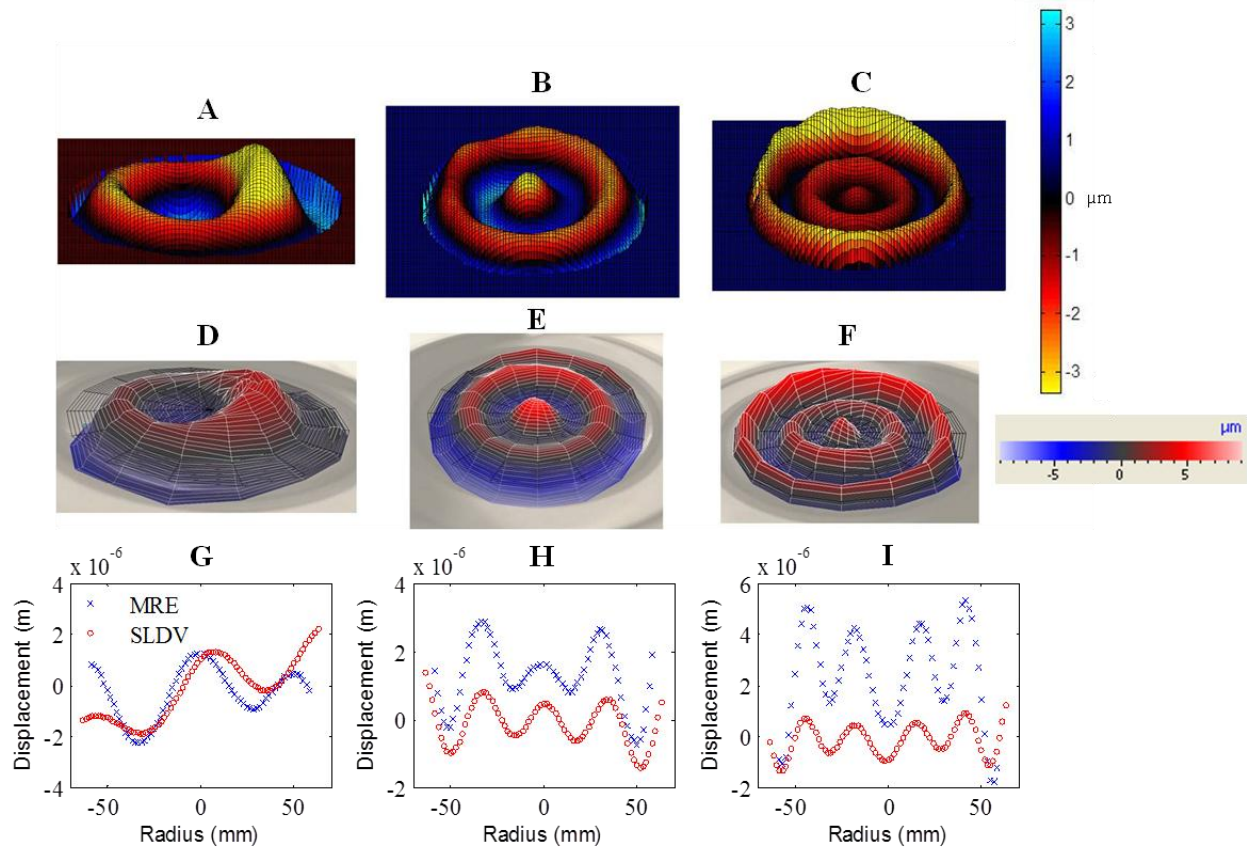 A
B
C
3
2
1
0
-1
-2
-3
μm
D
E
F
μm
-5 0 5
G
H
I
x 10^-6
x 10^-6
x 10^-6
4
2
0
-2
-4
-50 0 50
Displacement (m)
Radius (mm)
MRE
SLDV
4
2
0
-2
-50 0 50
Displacement (m)
Radius (mm)
6
4
2
0
-2
-50 0 50
Displacement (m)
Radius (mm)